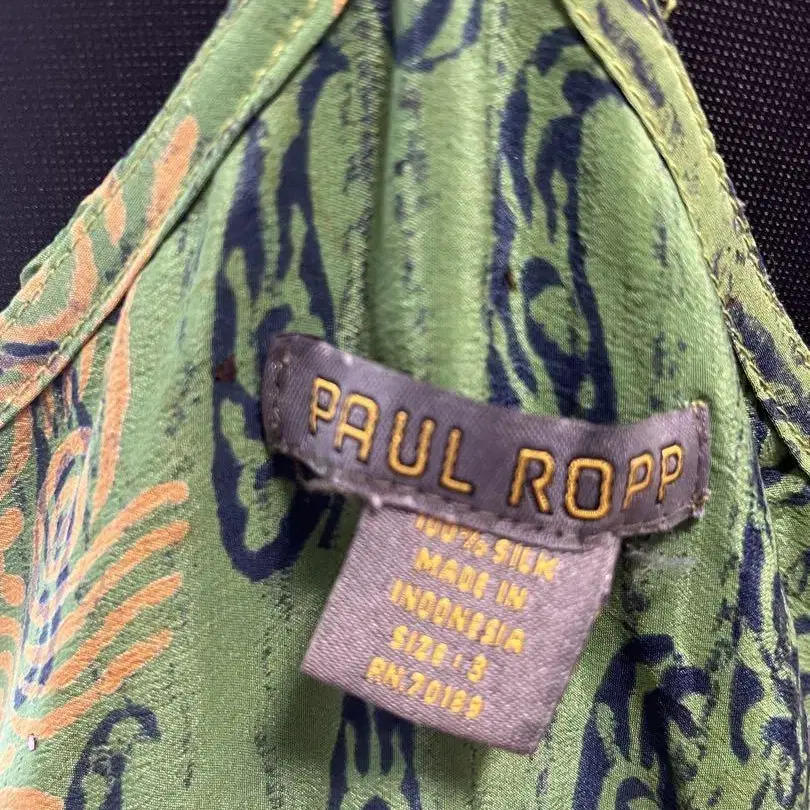 PAUL ROPP
100% SILK
MADE IN
INDONESIA
SIZE : 3
RN.70189